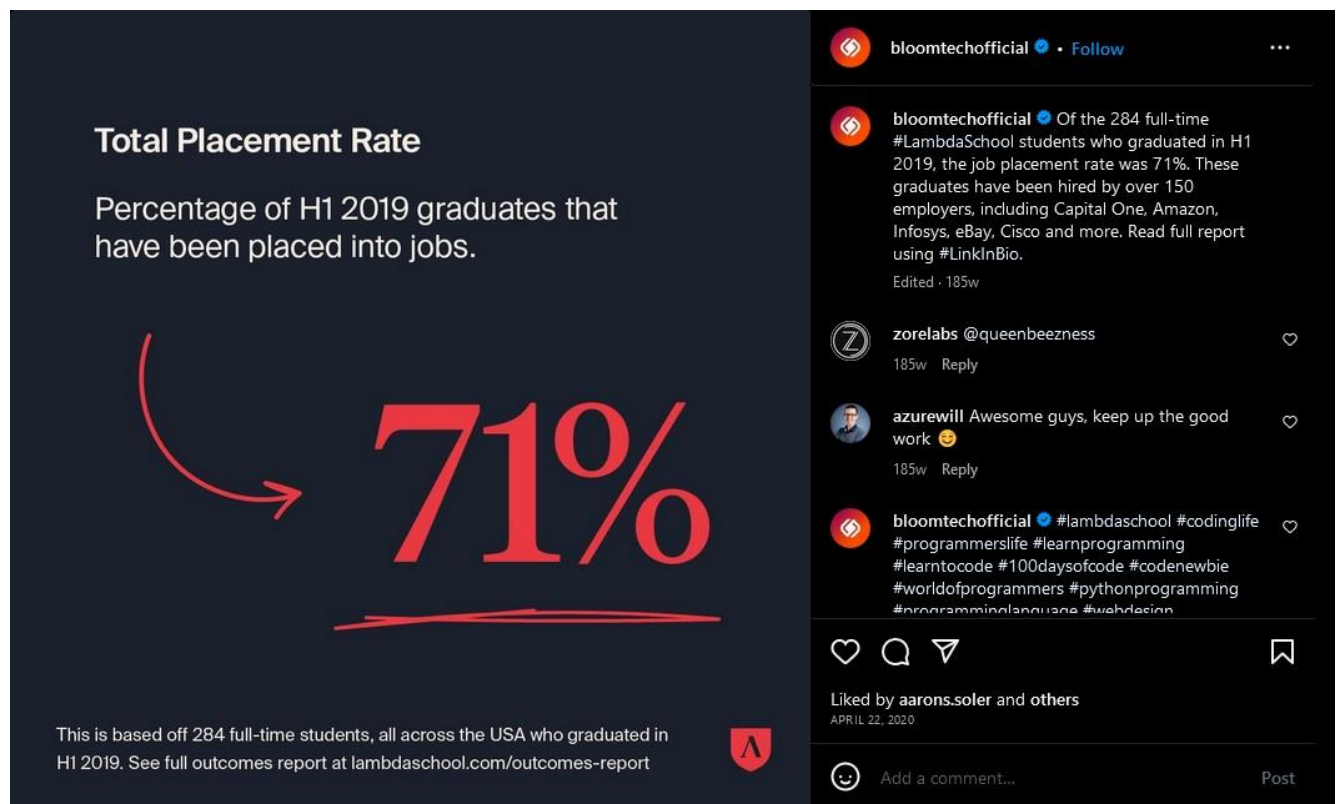 Total Placement Rate
Percentage of H1 2019 graduates that
have been placed into jobs.
71%
This is based off 284 full-time students, all across the USA who graduated in
H1 2019. See full outcomes report at lambdaschool.com/outcomes-report
bloomtechofficial • Follow
bloomtechofficial Of the 284 full-time
#LambdaSchool students who graduated in H1
2019, the job placement rate was 71%. These
graduates have been hired by over 150
employers, including Capital One, Amazon,
Infosys, eBay, Cisco and more. Read full report
using #LinkInBio.
Edited · 185w
Z
zorelabs @queenbeezness
185w Reply
azurewill Awesome guys, keep up the good
work 😊
185w Reply
bloomtechofficial #lambdaschool #codinglife
#programmerslife #learnprogramming
#learntocode #100daysofcode #codenewbie
#worldofprogrammers #pythonprogramming
#programminglanguage #webdesign
Liked by aarons.soler and others
APRIL 22, 2020
Add a comment...
Post